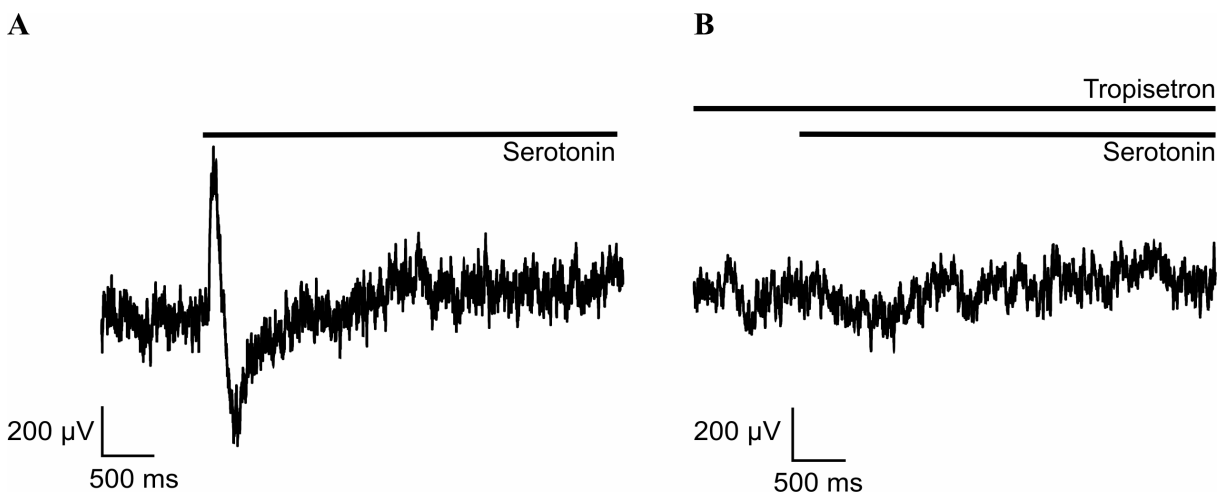 A
B
Tropisetron
Serotonin
Serotonin
200 µV
500 ms
200 µV
500 ms